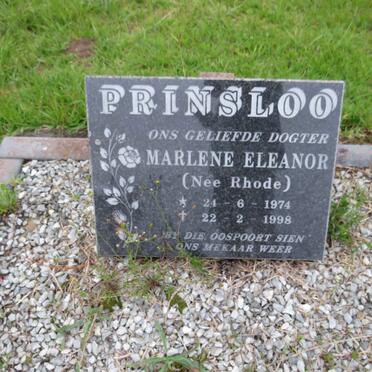 PRINSLOO
ONS GELIEFDE DOGTER
MARLENE ELEANOR
(Née Rhode)
* 24 - 6 - 1974
† 22 - 2 - 1998
BY DIE OOSPOORT SIEN
ONS MEKAAR WEER